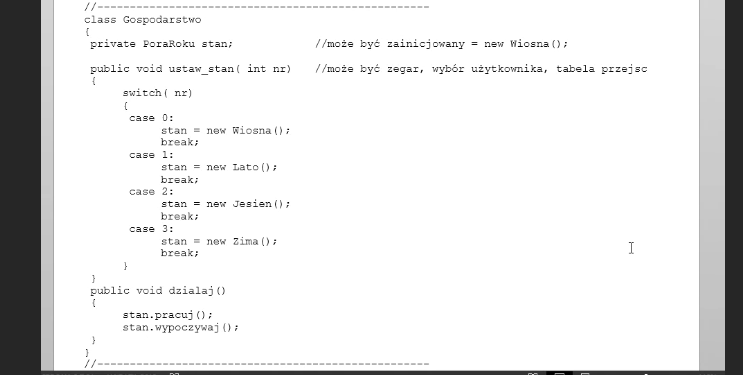 //---------------------------------------------------
class Gospodarstwo
{
private PoraRoku stan; //może być zainicjowany = new Wiosna();
public void ustaw_stan( int nr) //może być zegar, wybór użytkownika, tabela przejsc
{
switch( nr)
{
case 0:
stan = new Wiosna();
break;
case 1:
stan = new Lato();
break;
case 2:
stan = new Jesien();
break;
case 3:
stan = new Zima();
break;
}
}
public void dzialaj()
{
stan.pracuj();
stan.wypoczywaj();
}
}
//---------------------------------------------------